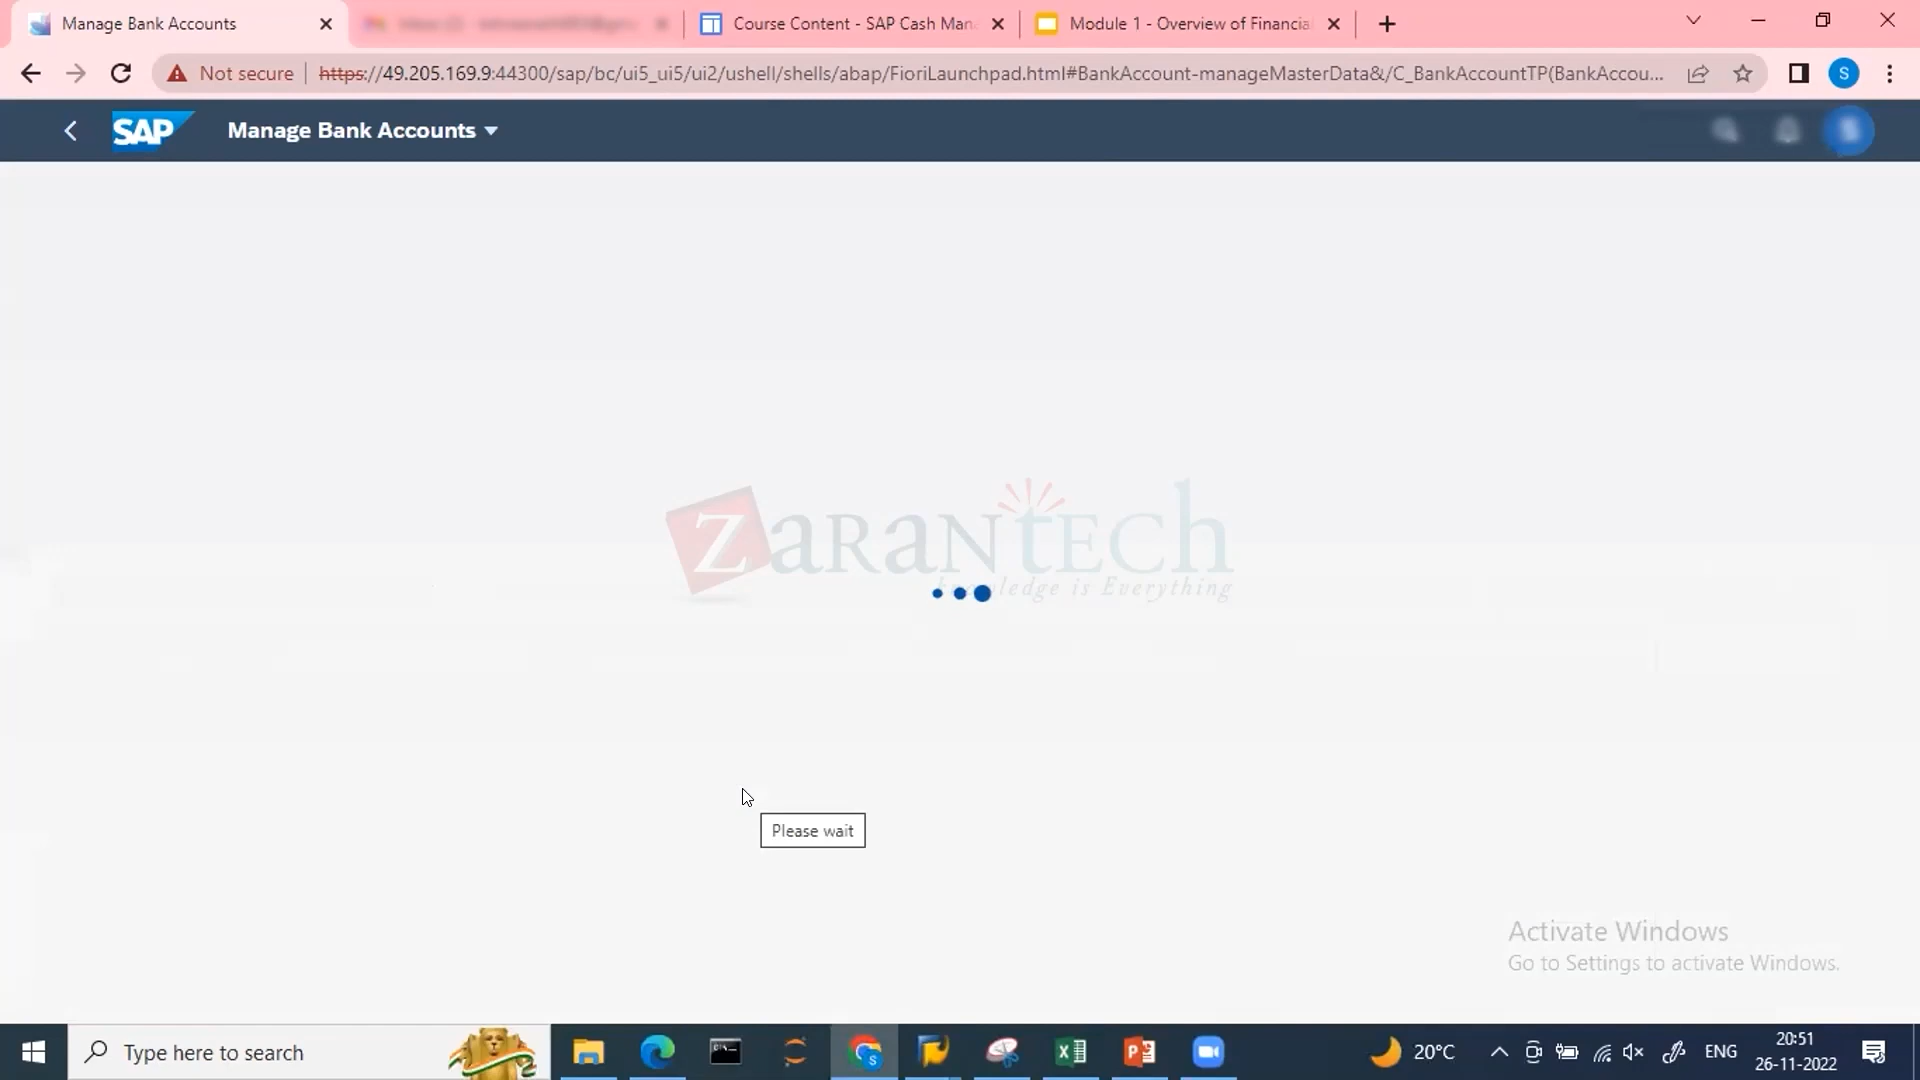 Manage Bank Accounts
Course Content - SAP Cash Man
Module 1 - Overview of Financia
Not secure
https://49.205.169.9:44300/sap/bc/ui5_ui5/ui2/ushell/shells/abap/FioriLaunchpad.html#BankAccount-manageMasterData&/C_BankAccountTP(BankAccou...
S
SAP
Manage Bank Accounts
ZaranTech
knowledge is Everything
Please wait
Activate Windows
Go to Settings to activate Windows.
Type here to search
20°C
ENG
20:51
26-11-2022